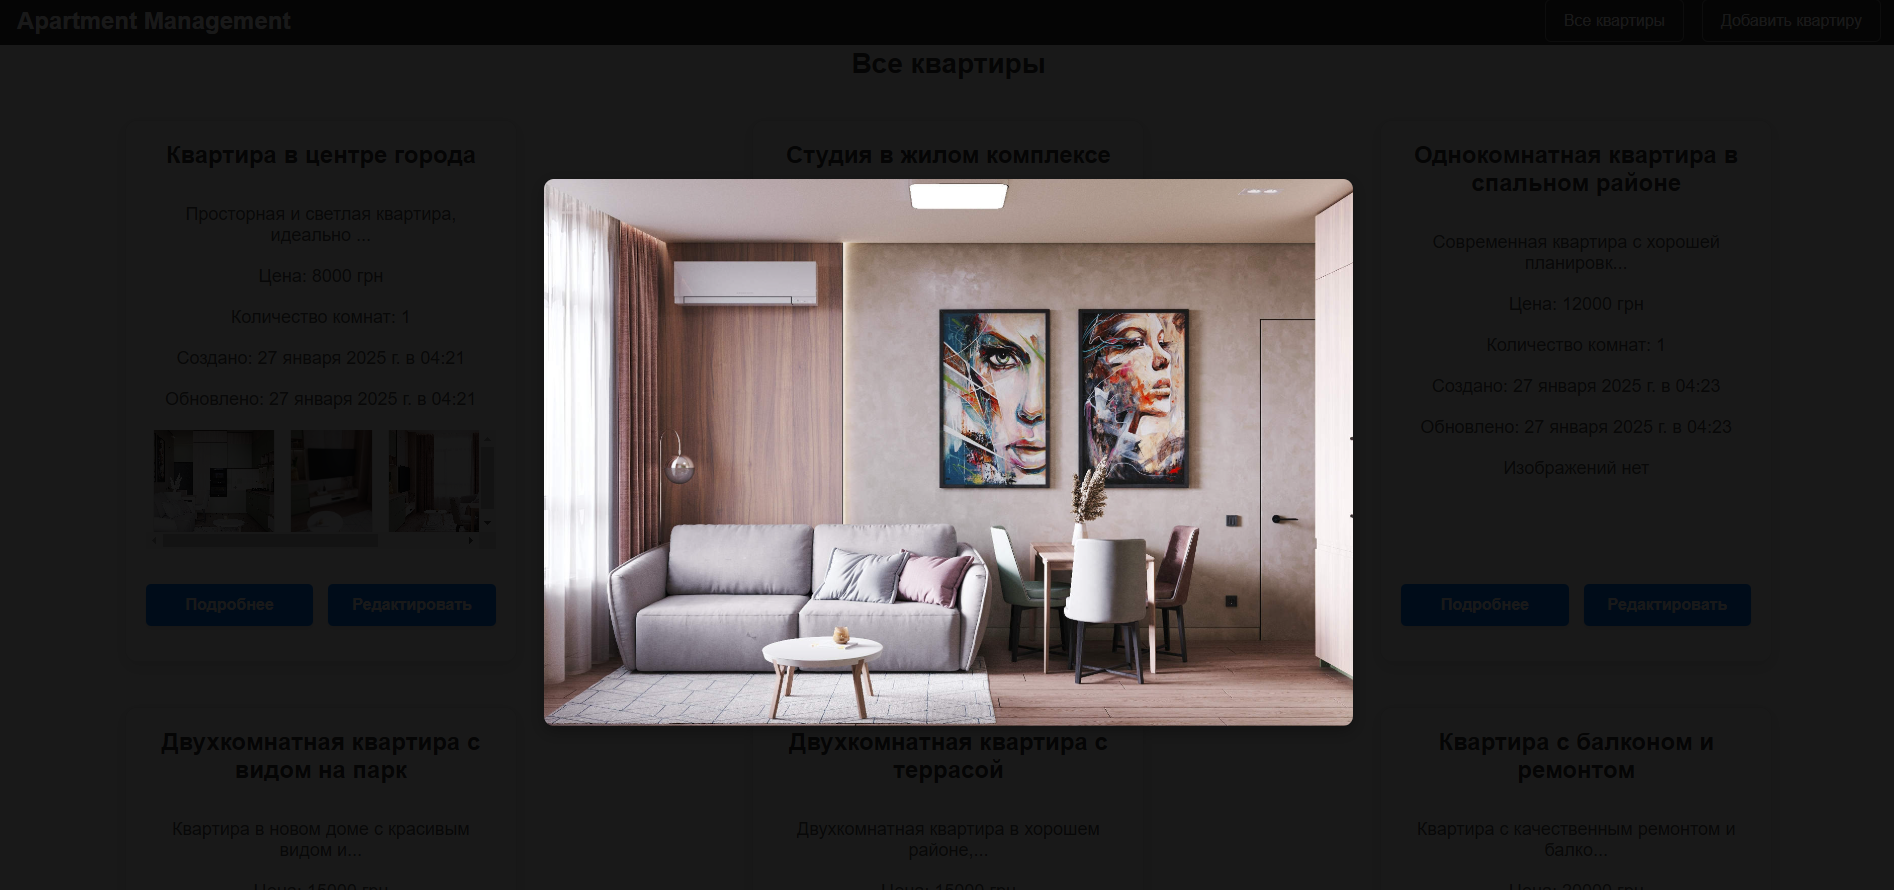 Apartment Management
Все квартиры
Добавить квартиру
Все квартиры
Квартира в центре города
Просторная и светлая квартира,
идеально ...
Цена: 8000 грн
Количество комнат: 1
Создано: 27 января 2025 г. в 04:21
Обновлено: 27 января 2025 г. в 04:21
Подробнее
Редактировать
Студия в жилом комплексе
Однокомнатная квартира в
спальном районе
Современная квартира с хорошей
планировк...
Цена: 12000 грн
Количество комнат: 1
Создано: 27 января 2025 г. в 04:23
Обновлено: 27 января 2025 г. в 04:23
Изображений нет
Подробнее
Редактировать
Двухкомнатная квартира с
видом на парк
Квартира в новом доме с красивым
видом и...
Двухкомнатная квартира с
террасой
Двухкомнатная квартира в хорошем
районе,...
Квартира с балконом и
ремонтом
Квартира с качественным ремонтом и
балко...